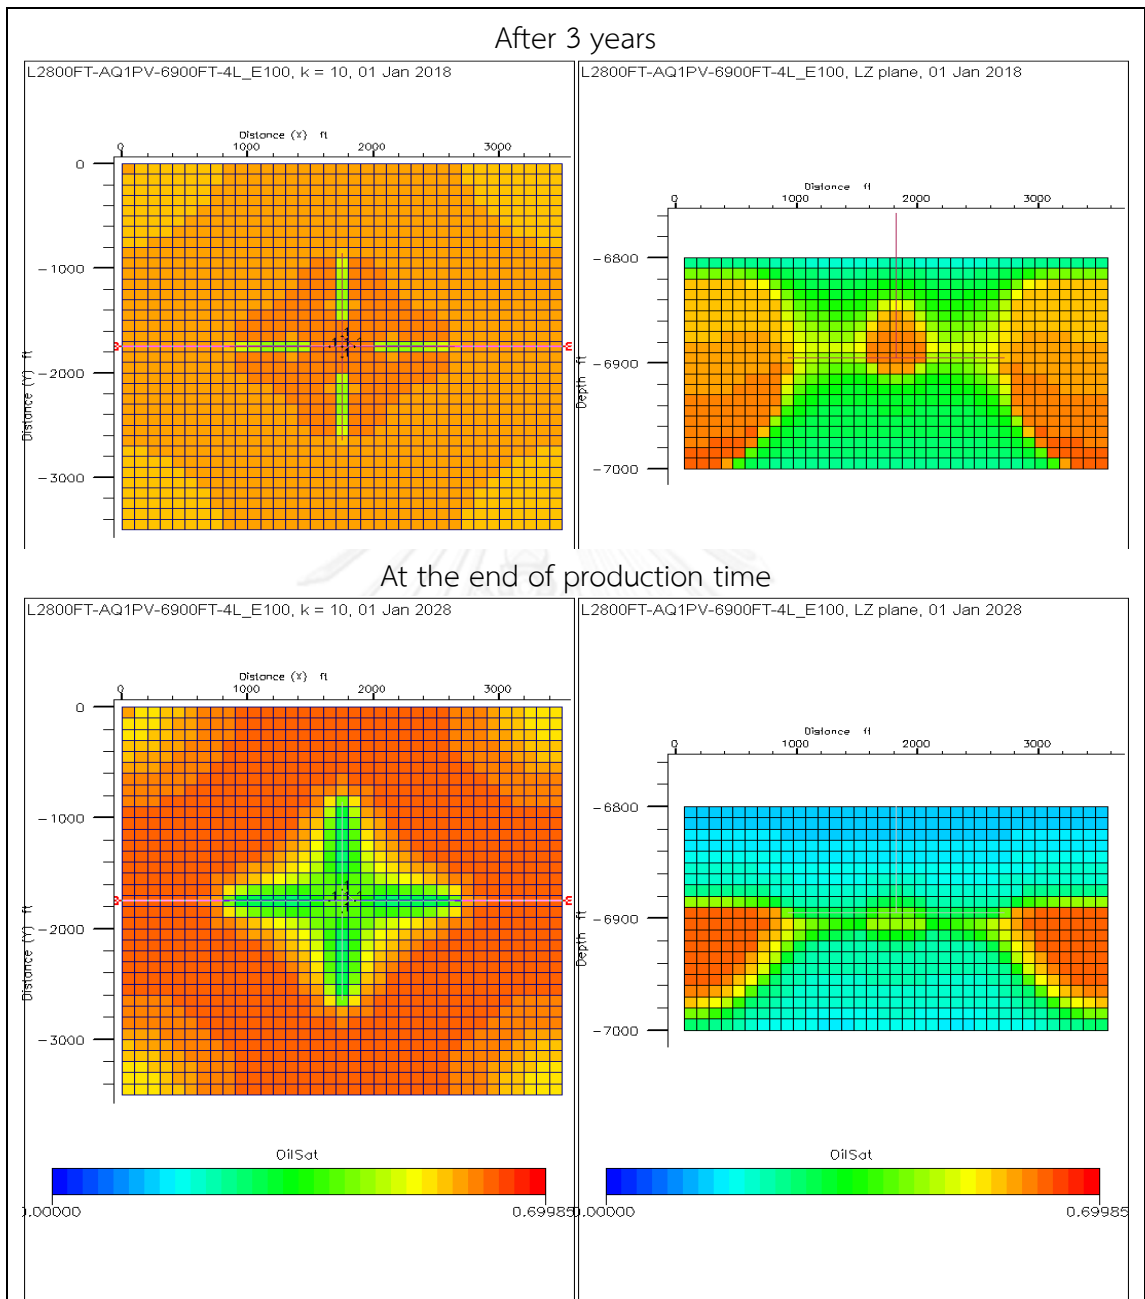 After 3 years
L2800FT-AQ1PV-6900FT-4L_E100, k = 10, 01 Jan 2018
Distance (X) ft
0 1000 2000 3000
0
-1000
-2000
-3000
Distance (Y) ft
L2800FT-AQ1PV-6900FT-4L_E100, LZ plane, 01 Jan 2018
Distance ft
0 1000 2000 3000
-6800
-6900
-7000
Depth ft
At the end of production time
L2800FT-AQ1PV-6900FT-4L_E100, k = 10, 01 Jan 2028
Distance (X) ft
0 1000 2000 3000
0
-1000
-2000
-3000
Distance (Y) ft
OilSat
0.00000 0.69985
L2800FT-AQ1PV-6900FT-4L_E100, LZ plane, 01 Jan 2028
Distance ft
0 1000 2000 3000
-6800
-6900
-7000
Depth ft
OilSat
0.00000 0.69985